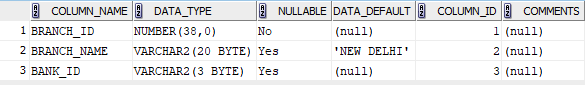 COLUMN_NAME DATA_TYPE NULLABLE DATA_DEFAULT COLUMN_ID COMMENTS
1 BRANCH_ID NUMBER(38,0) No (null) 1 (null)
2 BRANCH_NAME VARCHAR2(20 BYTE) Yes 'NEW DELHI' 2 (null)
3 BANK_ID VARCHAR2(3 BYTE) Yes (null) 3 (null)